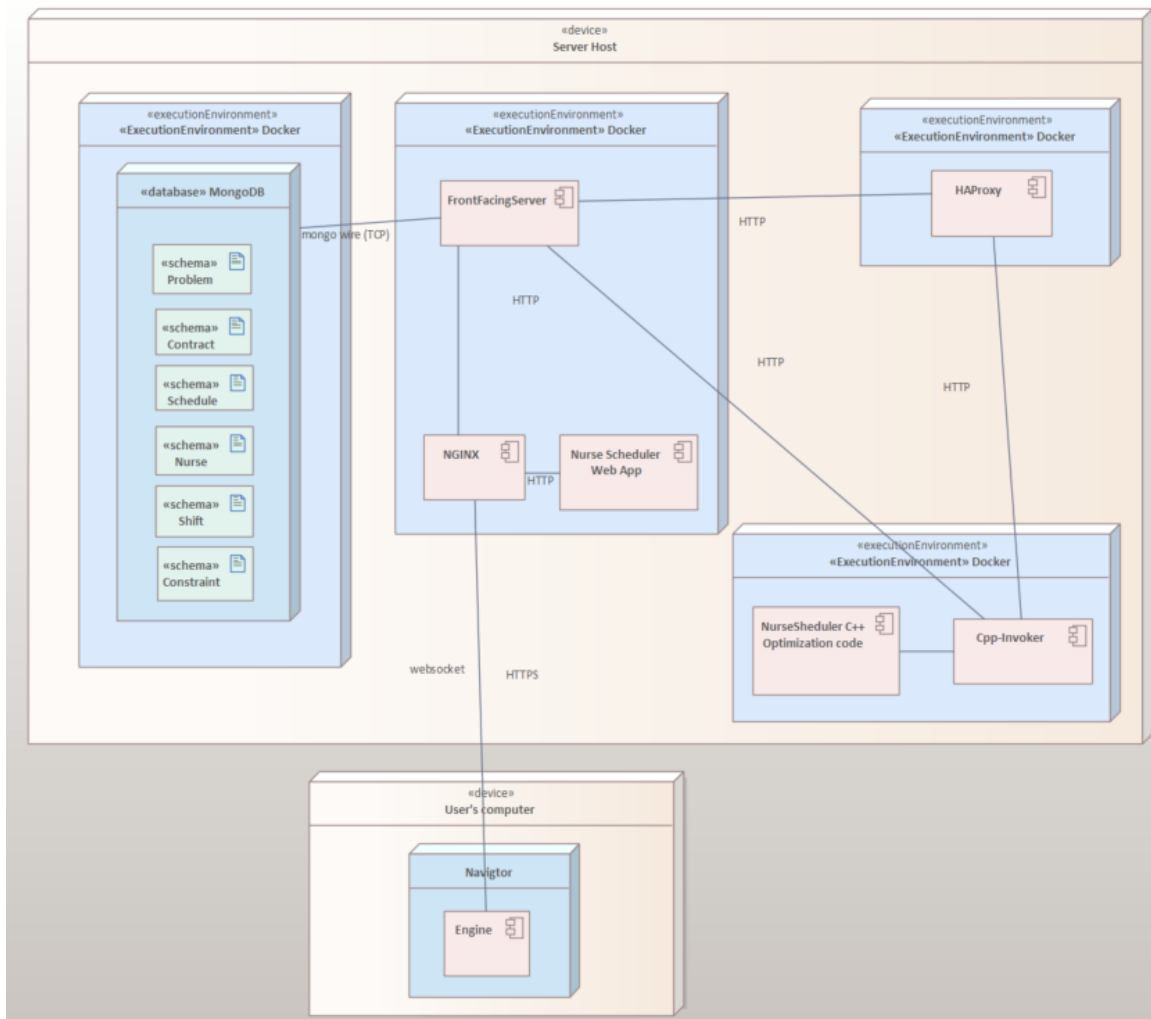 «device»
Server Host
«executionEnvironment»
«ExecutionEnvironment» Docker
«database» MongoDB
«schema»
Problem
«schema»
Contract
«schema»
Schedule
«schema»
Nurse
«schema»
Shift
«schema»
Constraint
mongo wire (TCP)
«executionEnvironment»
«ExecutionEnvironment» Docker
FrontFacingServer
HTTP
NGINX
HTTP
Nurse Scheduler
Web App
HTTP
«executionEnvironment»
«ExecutionEnvironment» Docker
HAProxy
HTTP
HTTP
«executionEnvironment»
«ExecutionEnvironment» Docker
NurseSheduler C++
Optimization code
Cpp-Invoker
websocket
HTTPS
«device»
User's computer
Navigtor
Engine